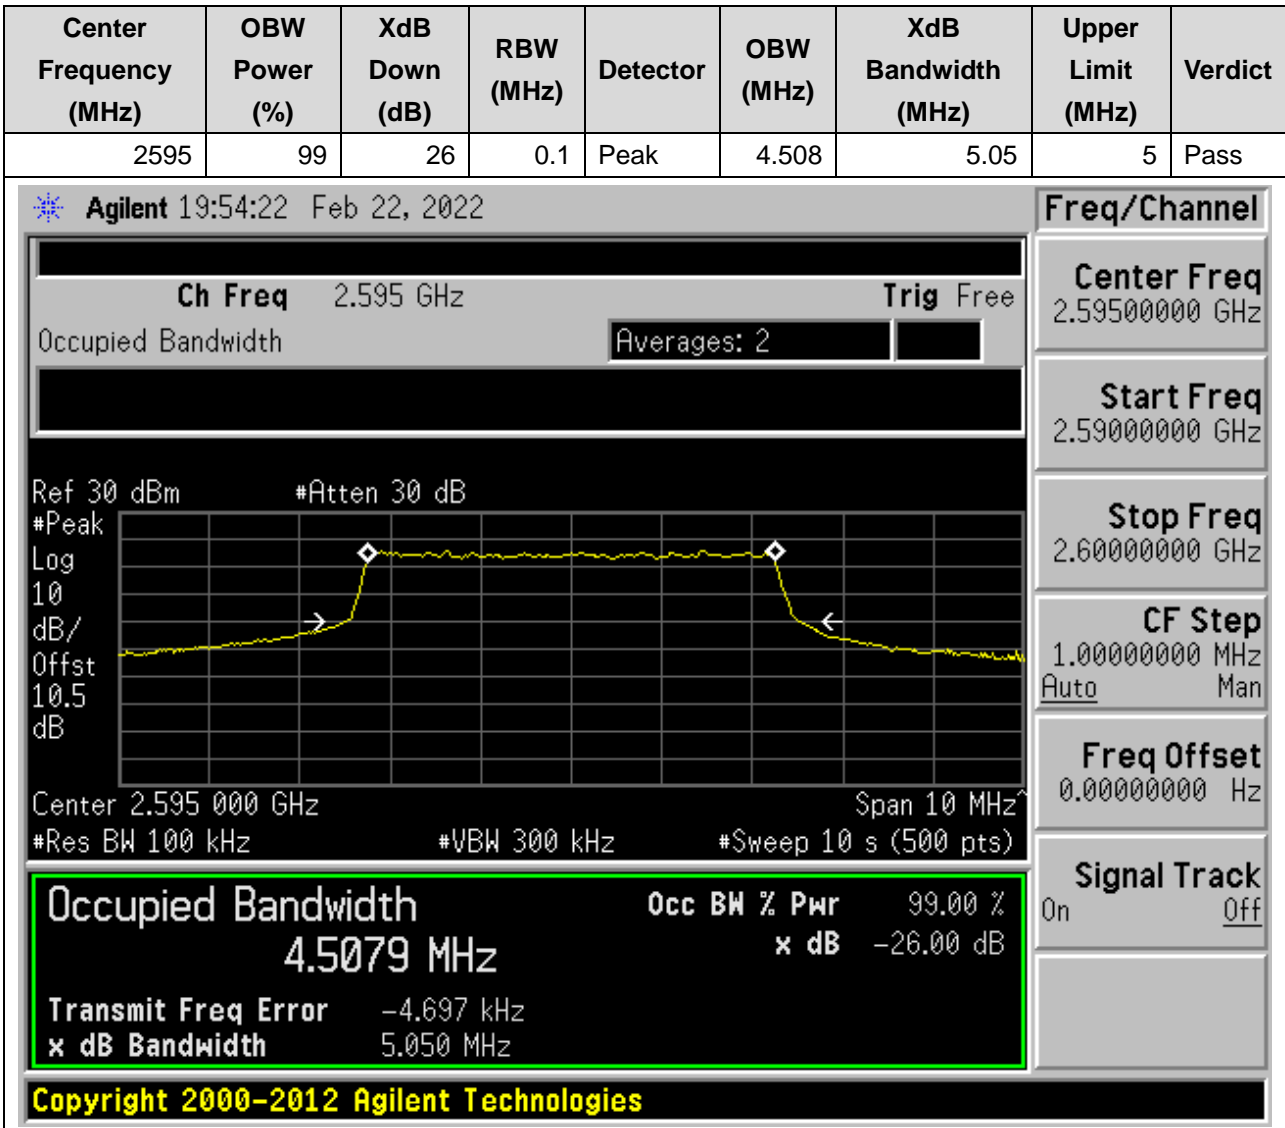 Center Frequency (MHz) OBW Power (%) XdB Down (dB) RBW (MHz) Detector OBW (MHz) XdB Bandwidth (MHz) Upper Limit (MHz) Verdict
2595 99 26 0.1 Peak 4.508 5.05 5 Pass
Agilent 19:54:22 Feb 22, 2022
Freq/Channel
Ch Freq 2.595 GHz Trig Free
Occupied Bandwidth Averages: 2
Ref 30 dBm #Atten 30 dB
#Peak
Log
10
dB/
Offst
10.5
dB
Center 2.595 000 GHz Span 10 MHz^
#Res BW 100 kHz #VBW 300 kHz #Sweep 10 s (500 pts)
Occupied Bandwidth Occ BW % Pwr 99.00 %
4.5079 MHz x dB -26.00 dB
Transmit Freq Error -4.697 kHz
x dB Bandwidth 5.050 MHz
Center Freq
2.59500000 GHz
Start Freq
2.59000000 GHz
Stop Freq
2.60000000 GHz
CF Step
1.00000000 MHz
Auto Man
Freq Offset
0.00000000 Hz
Signal Track
On Off
Copyright 2000-2012 Agilent Technologies